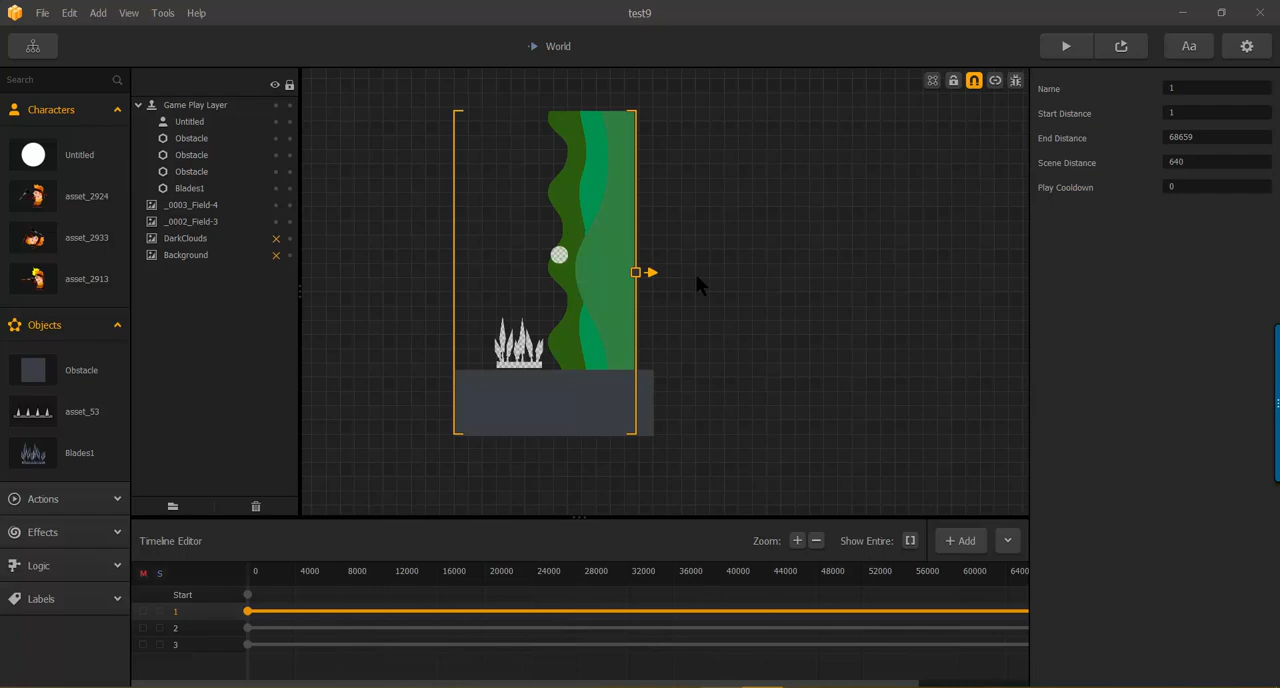 File Edit Add View Tools Help
test9
World
Aa
Search
Characters
Untitled
asset_2924
asset_2933
asset_2913
Objects
Obstacle
asset_53
Blades1
Actions
Effects
Logic
Labels
Game Play Layer
Untitled
Obstacle
Obstacle
Obstacle
Blades1
_0003_Field-4
_0002_Field-3
DarkClouds
Background
Name 1
Start Distance 1
End Distance 68659
Scene Distance 640
Play Cooldown 0
Timeline Editor
Zoom: Show Entire: + Add
M S 0 4000 8000 12000 16000 20000 24000 28000 32000 36000 40000 44000 48000 52000 56000 60000 6400
Start
1
2
3